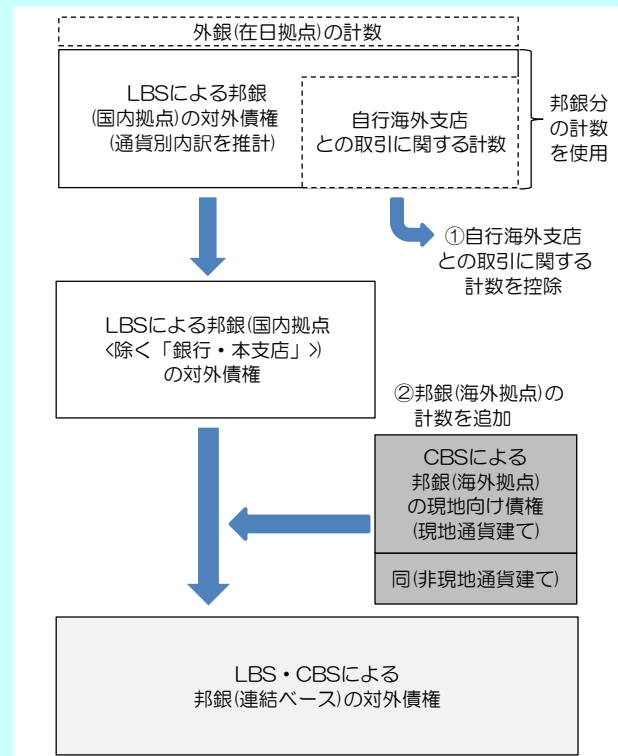 外銀(在日拠点)の計数
LBSによる邦銀
(国内拠点)の対外債権
(通貨別内訳を推計)
自行海外支店
との取引に関する計数
邦銀分
の計数
を使用
①自行海外支店
との取引に関する
計数を控除
LBSによる邦銀(国内拠点
<除く「銀行・本支店」>)
の対外債権
②邦銀(海外拠点)の
計数を追加
CBSによる
邦銀(海外拠点)
の現地向け債権
(現地通貨建て)
同(非現地通貨建て)
LBS・CBSによる
邦銀(連結ベース)の対外債権